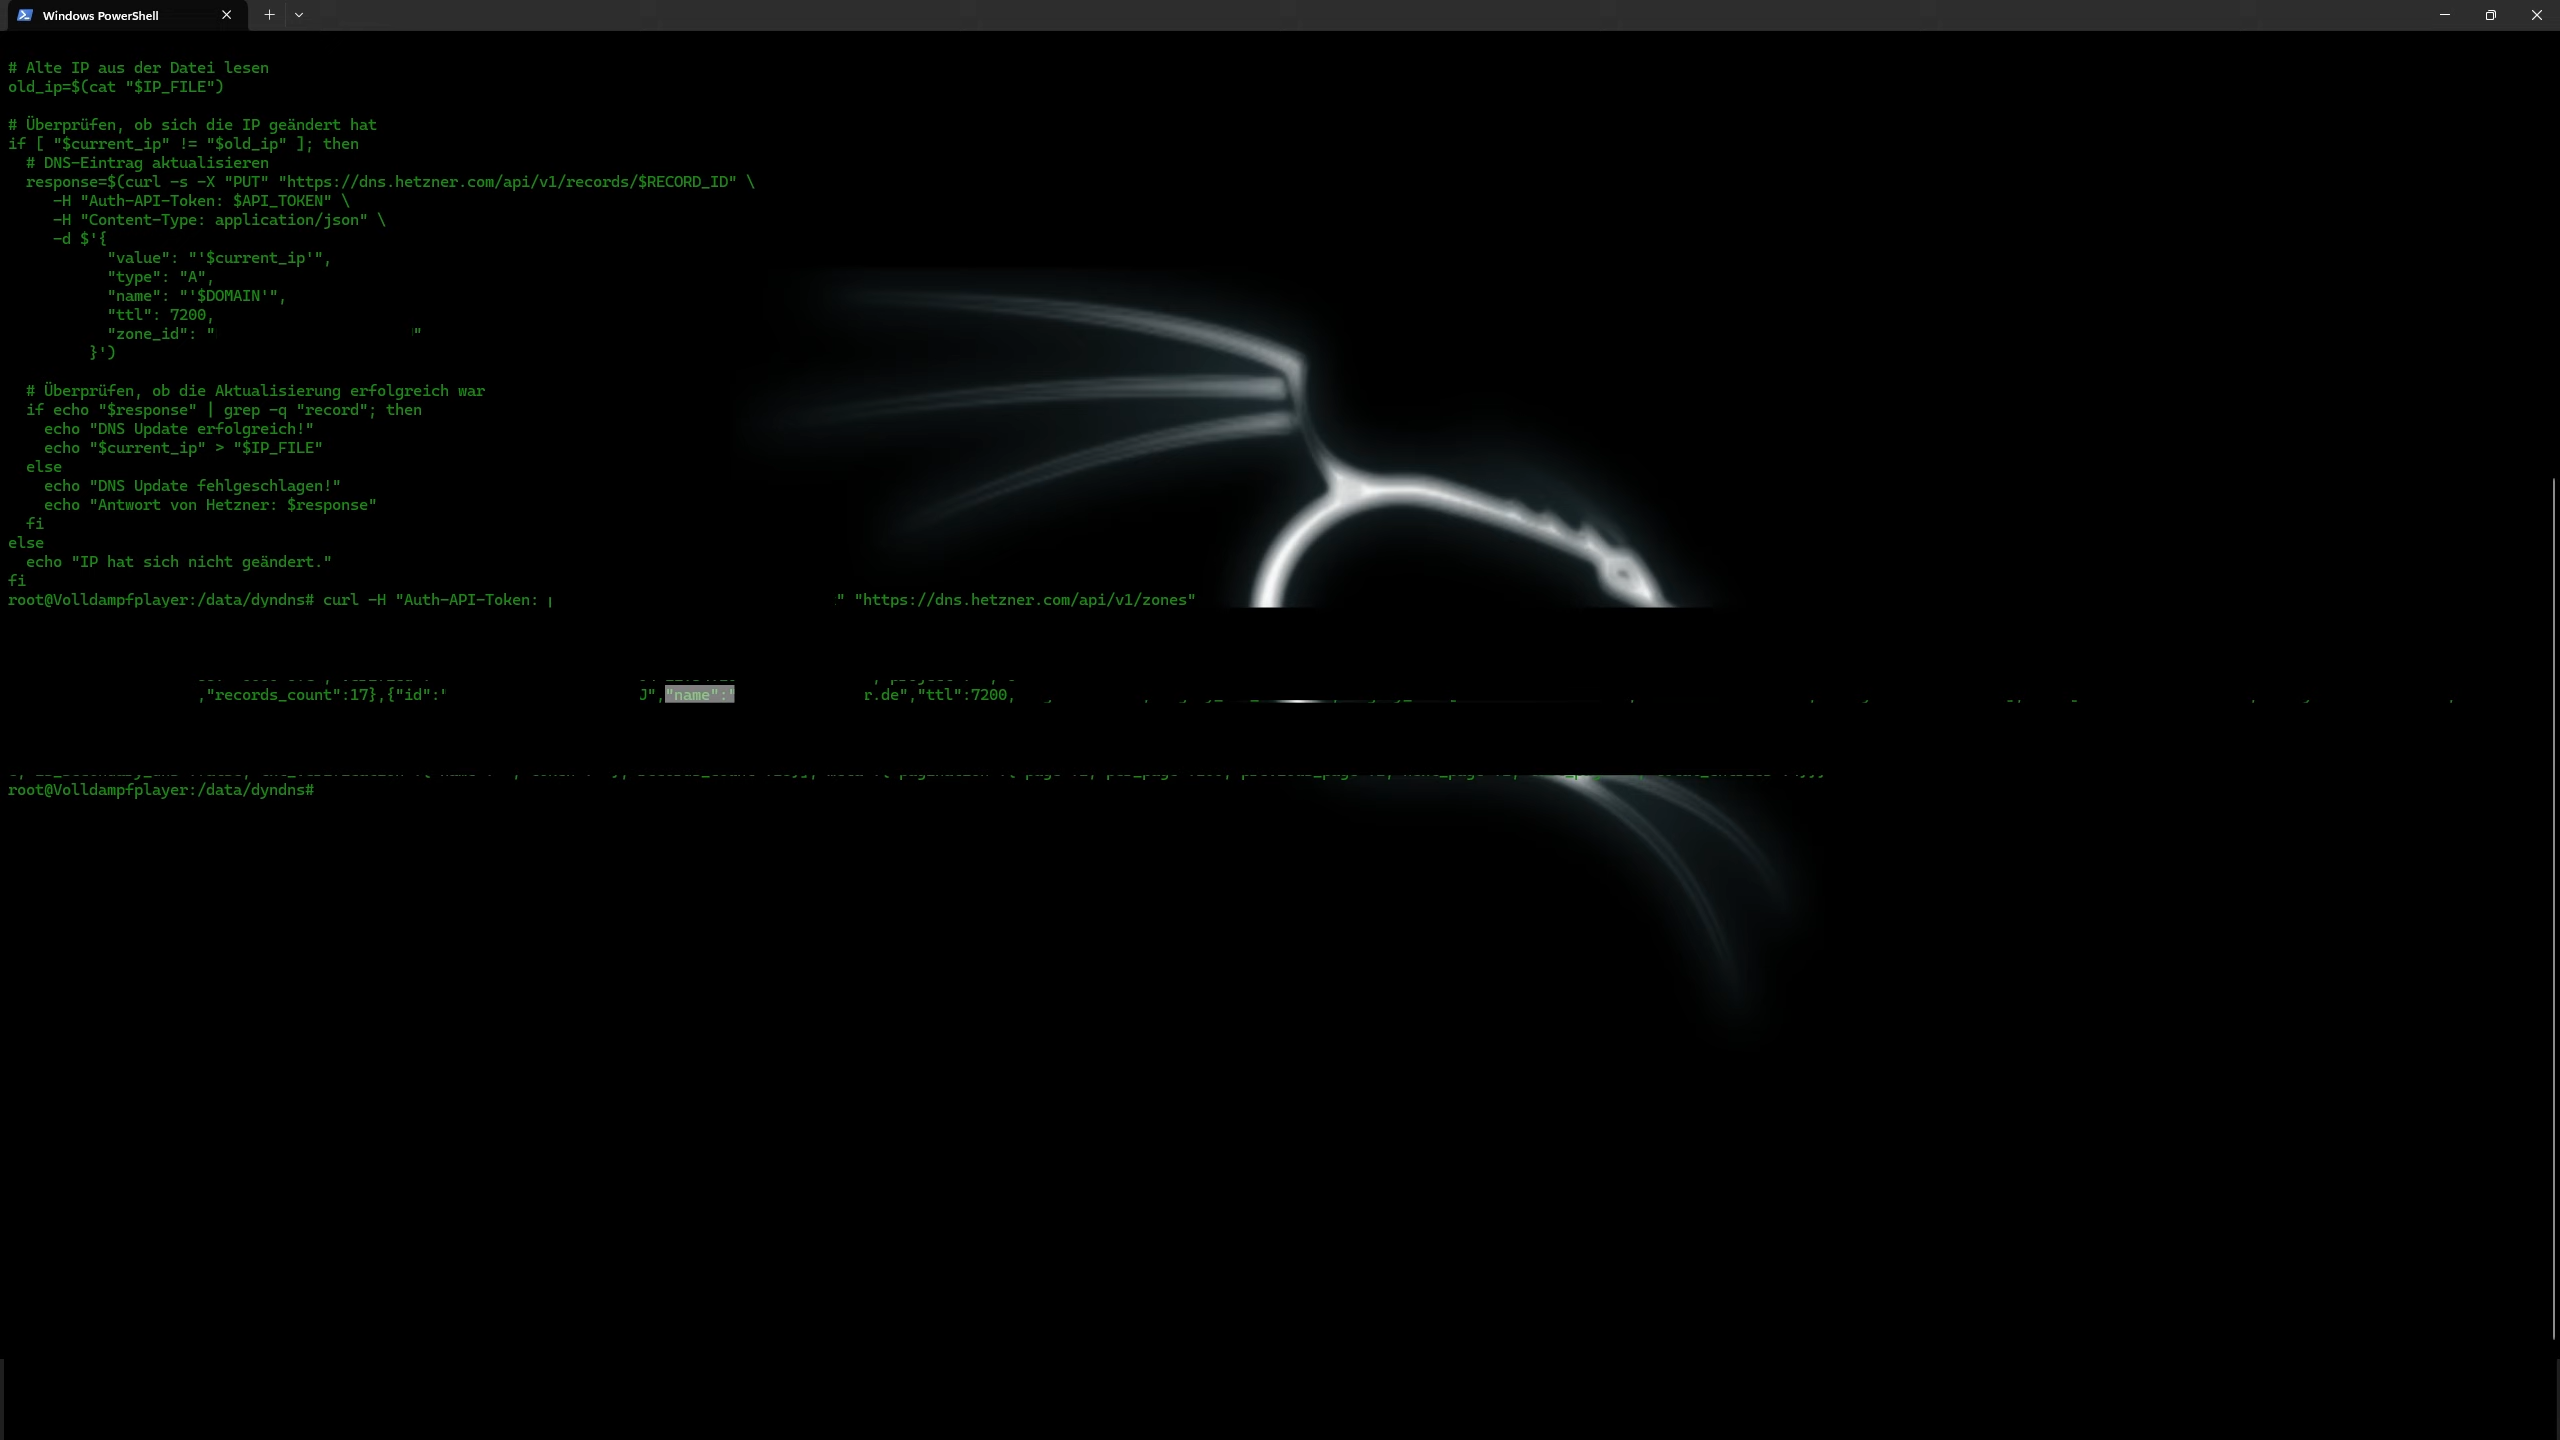 Windows PowerShell
# Alte IP aus der Datei lesen
old_ip=$(cat "$IP_FILE")
# Überprüfen, ob sich die IP geändert hat
if [ "$current_ip" != "$old_ip" ]; then
  # DNS-Eintrag aktualisieren
  response=$(curl -s -X "PUT" "https://dns.hetzner.com/api/v1/records/$RECORD_ID" \
     -H "Auth-API-Token: $API_TOKEN" \
     -H "Content-Type: application/json" \
     -d $'{
           "value": "'$current_ip'",
           "type": "A",
           "name": "'$DOMAIN'",
           "ttl": 7200,
           "zone_id": " "
         }')
  # Überprüfen, ob die Aktualisierung erfolgreich war
  if echo "$response" | grep -q "record"; then
    echo "DNS Update erfolgreich!"
    echo "$current_ip" > "$IP_FILE"
  else
    echo "DNS Update fehlgeschlagen!"
    echo "Antwort von Hetzner: $response"
  fi
else
  echo "IP hat sich nicht geändert."
fi
root@Volldampfplayer:/data/dyndns# curl -H "Auth-API-Token: " "https://dns.hetzner.com/api/v1/zones"
,"records_count":17},{"id":" J","name":" r.de","ttl":7200,
root@Volldampfplayer:/data/dyndns#